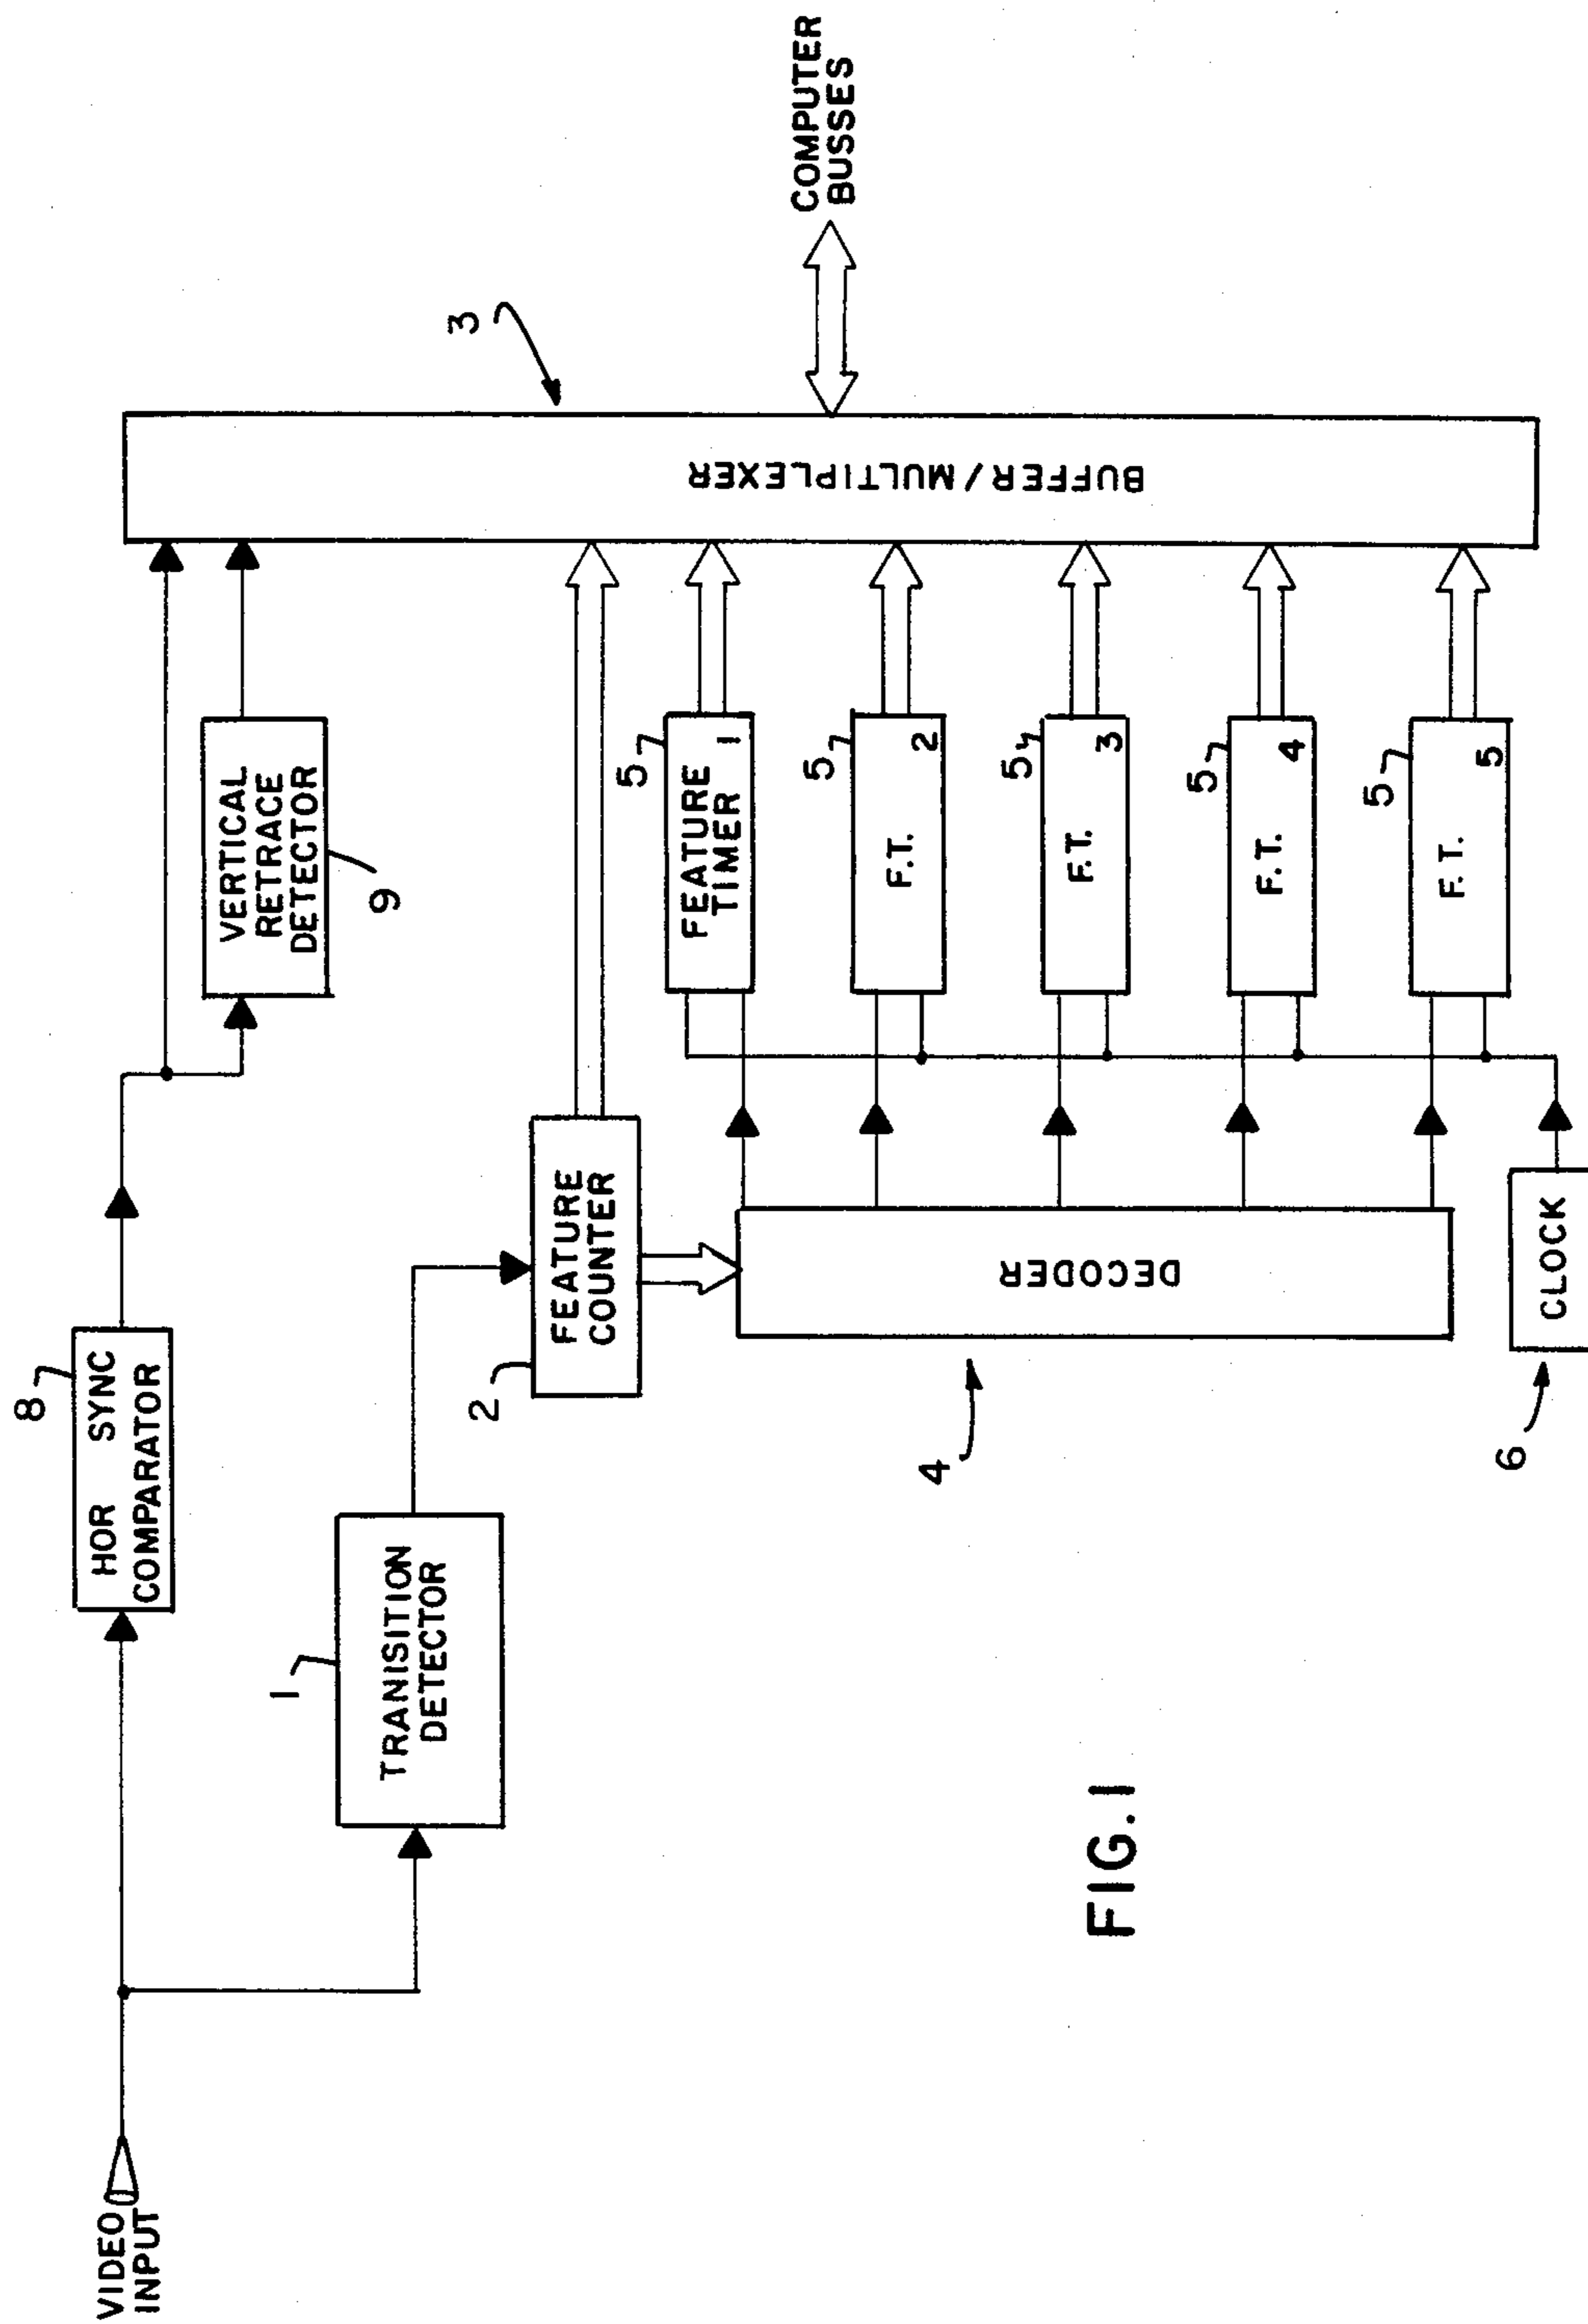 VIDEO
INPUT
8
HOR SYNC
COMPARATOR
1
TRANISITION
DETECTOR
VERTICAL
RETRACE
DETECTOR
9
2
FEATURE
COUNTER
4
DECODER
6
CLOCK
5
FEATURE
TIMER 1
5
F.T. 2
5
F.T. 3
5
F.T. 4
5
F.T. 5
3
BUFFER/MULTIPLEXER
COMPUTER
BUSSES
FIG. 1